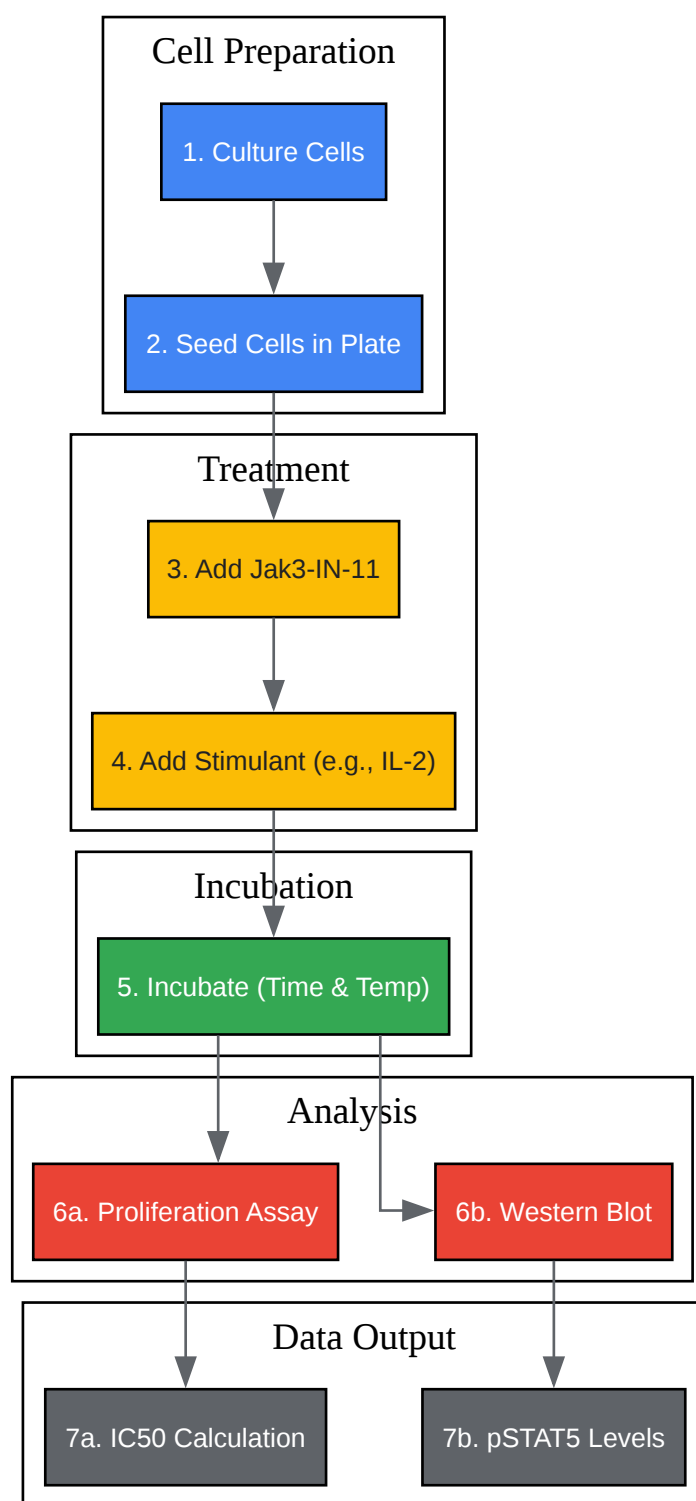 Cell Preparation
1. Culture Cells
2. Seed Cells in Plate
Treatment
3. Add Jak3-IN-11
4. Add Stimulant (e.g., IL-2)
Incubation
5. Incubate (Time & Temp)
Analysis
6a. Proliferation Assay
6b. Western Blot
Data Output
7a. IC50 Calculation
7b. pSTAT5 Levels